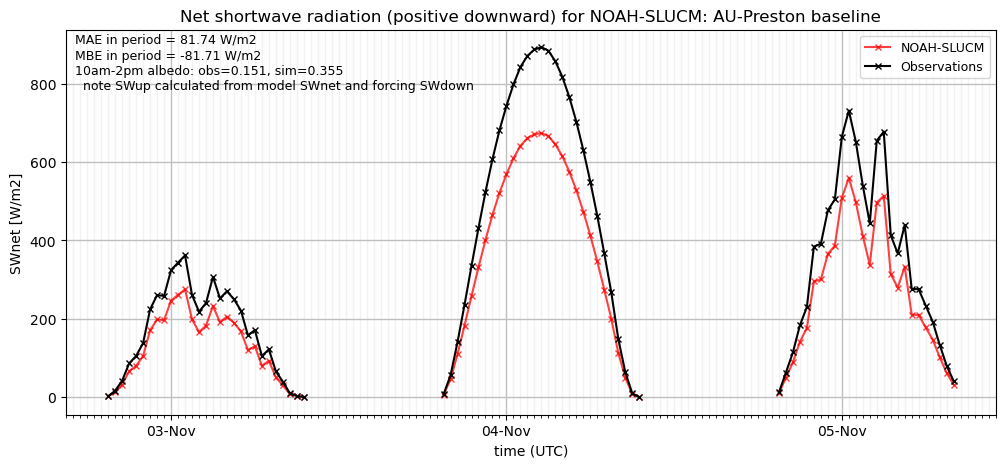 Net shortwave radiation (positive downward) for NOAH-SLUCM: AU-Preston baseline
MAE in period = 81.74 W/m2
MBE in period = -81.71 W/m2
10am-2pm albedo: obs=0.151, sim=0.355
note SWup calculated from model SWnet and forcing SWdown
NOAH-SLUCM
Observations
SWnet [W/m2]
800
600
400
200
0
03-Nov
04-Nov
05-Nov
time (UTC)